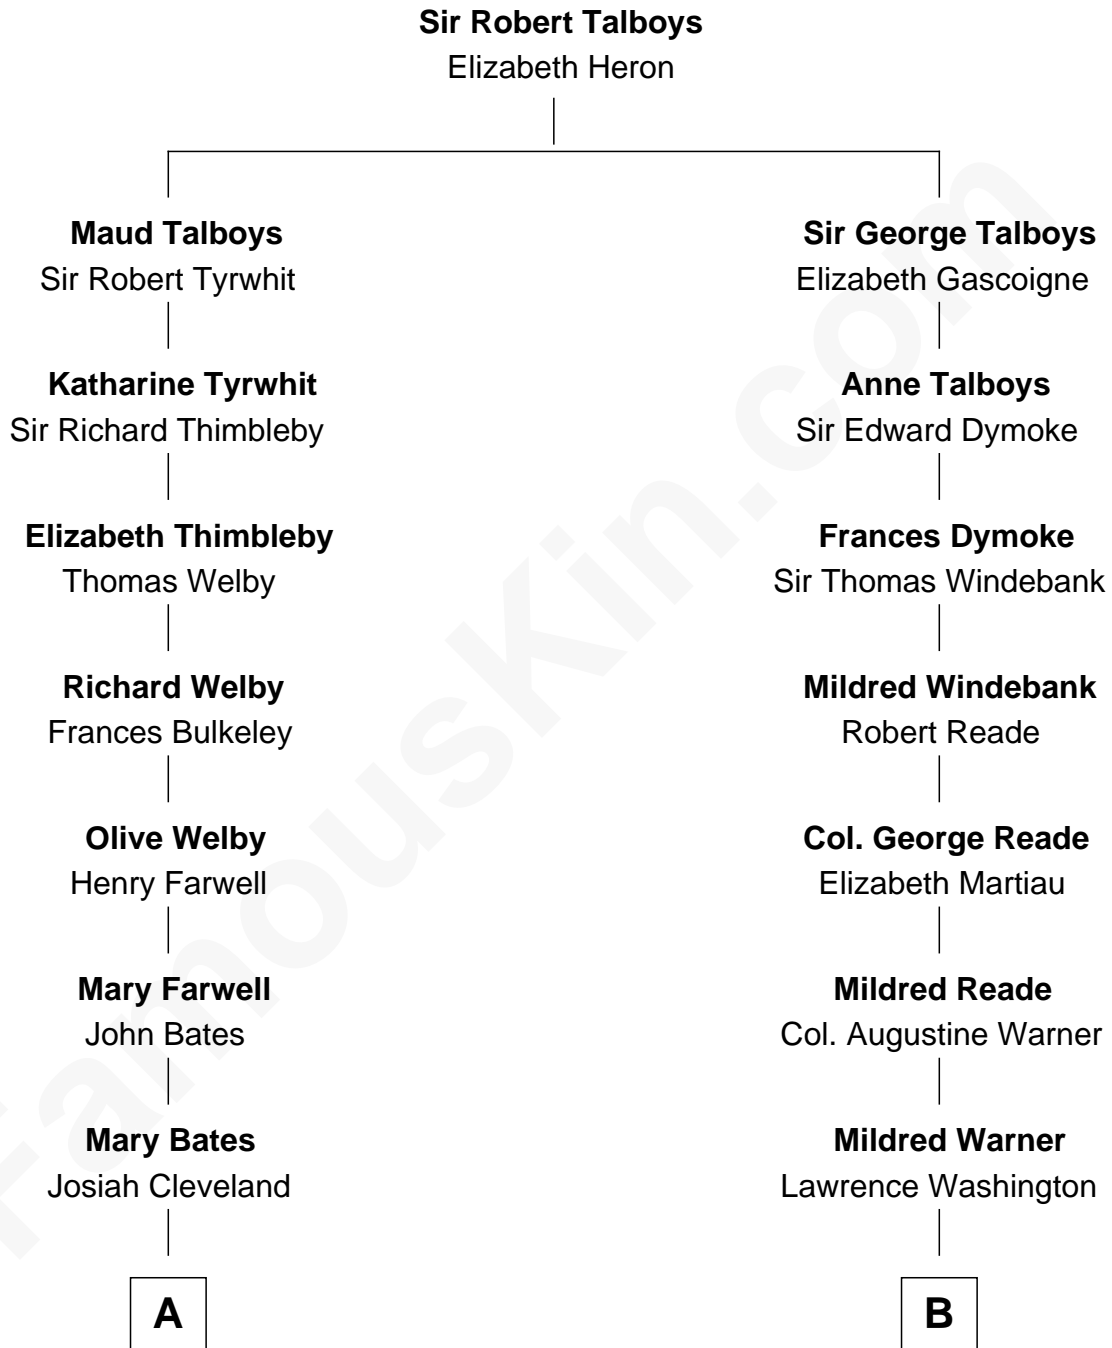 Sir Robert Talboys
Elizabeth Heron
Maud Talboys
Sir Robert Tyrwhit
Sir George Talboys
Elizabeth Gascoigne
Katharine Tyrwhit
Sir Richard Thimbleby
Anne Talboys
Sir Edward Dymoke
Elizabeth Thimbleby
Thomas Welby
Frances Dymoke
Sir Thomas Windebank
Richard Welby
Frances Bulkeley
Mildred Windebank
Robert Reade
Olive Welby
Henry Farwell
Col. George Reade
Elizabeth Martiau
Mary Farwell
John Bates
Mildred Reade
Col. Augustine Warner
Mary Bates
Josiah Cleveland
Mildred Warner
Lawrence Washington
A
B
FamousKin.com